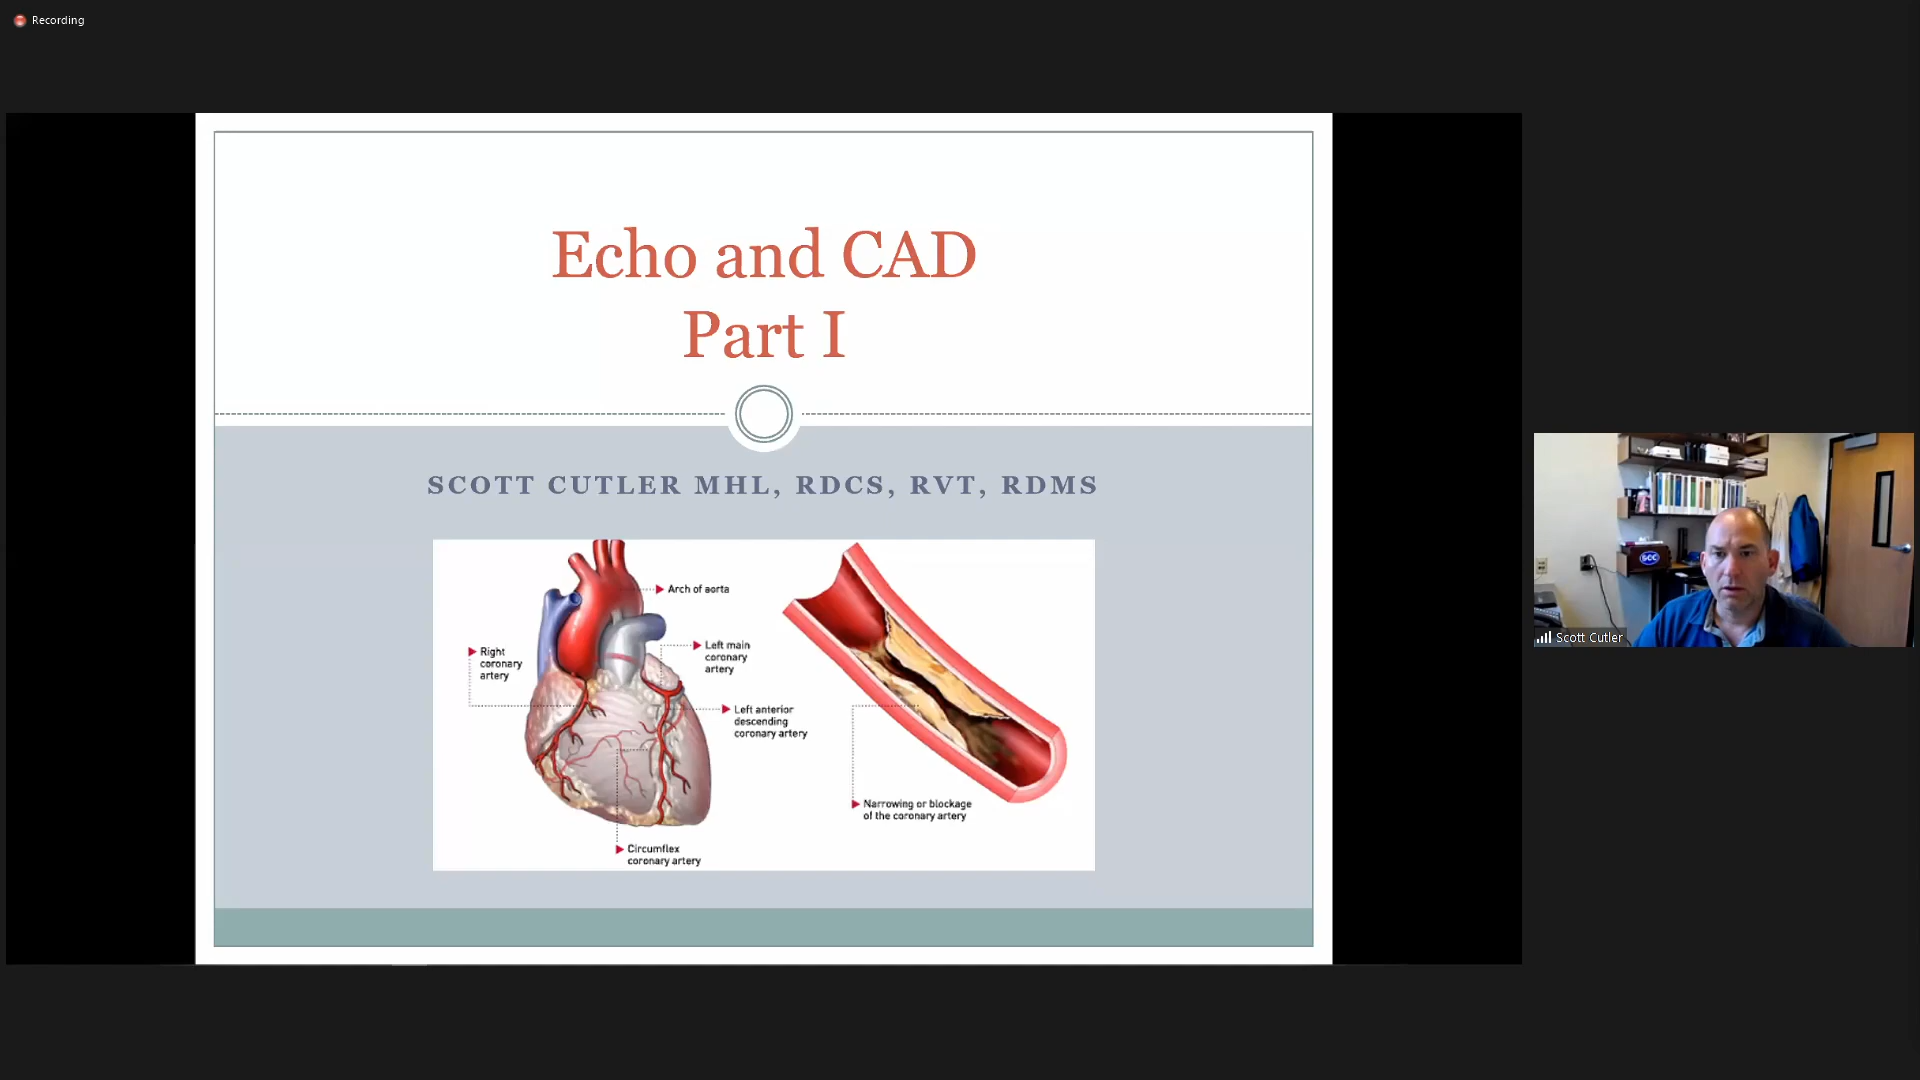 Recording
Echo and CAD
Part I
SCOTT CUTLER MHL, RDCS, RVT, RDMS
Arch of aorta
Right
coronary
artery
Left main
coronary
artery
Left anterior
descending
coronary artery
Narrowing or blockage
of the coronary artery
Circumflex
coronary artery
SCC
Scott Cutler